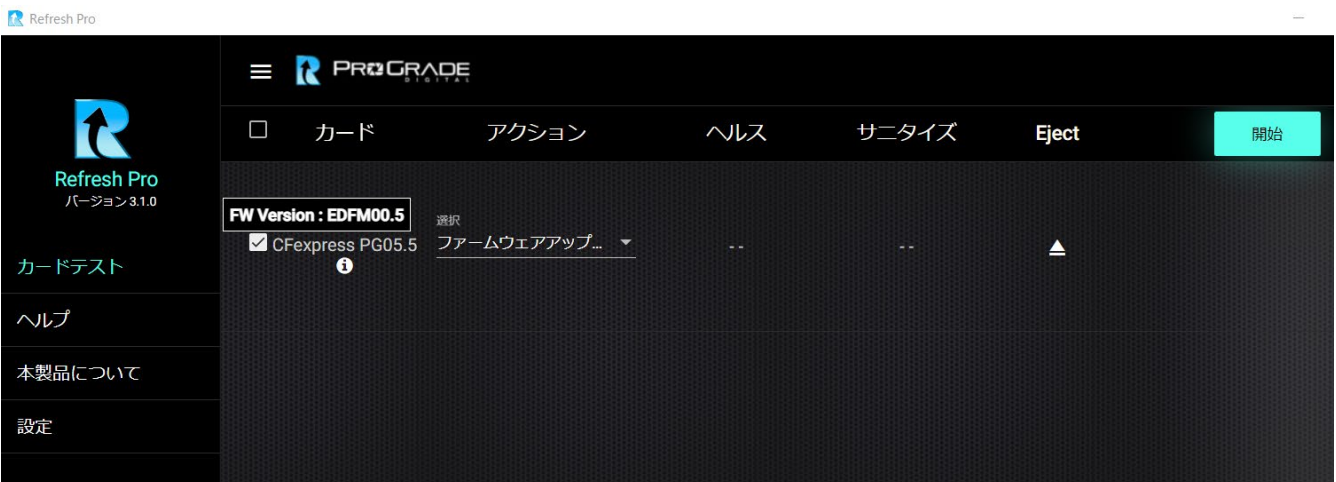 Refresh Pro
PROGRADE
DIGITAL
カード アクション ヘルス サニタイズ Eject 開始
Refresh Pro
バージョン 3.1.0
FW Version : EDFM00.5
選択
CFexpress PG05.5 ファームウェアアップ... -- --
カードテスト
ヘルプ
本製品について
設定